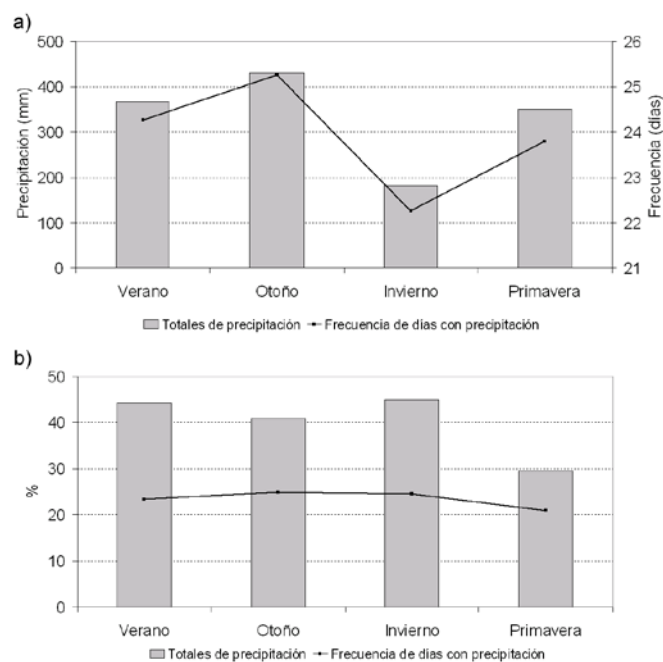 a)
500
400
300
200
100
0
Precipitación (mm)
26
25
24
23
22
21
Frecuencia (días)
Verano Otoño Invierno Primavera
Totales de precipitación Frecuencia de días con precipitación
b)
50
40
30
20
10
0
%
Verano Otoño Invierno Primavera
Totales de precipitación Frecuencia de días con precipitación